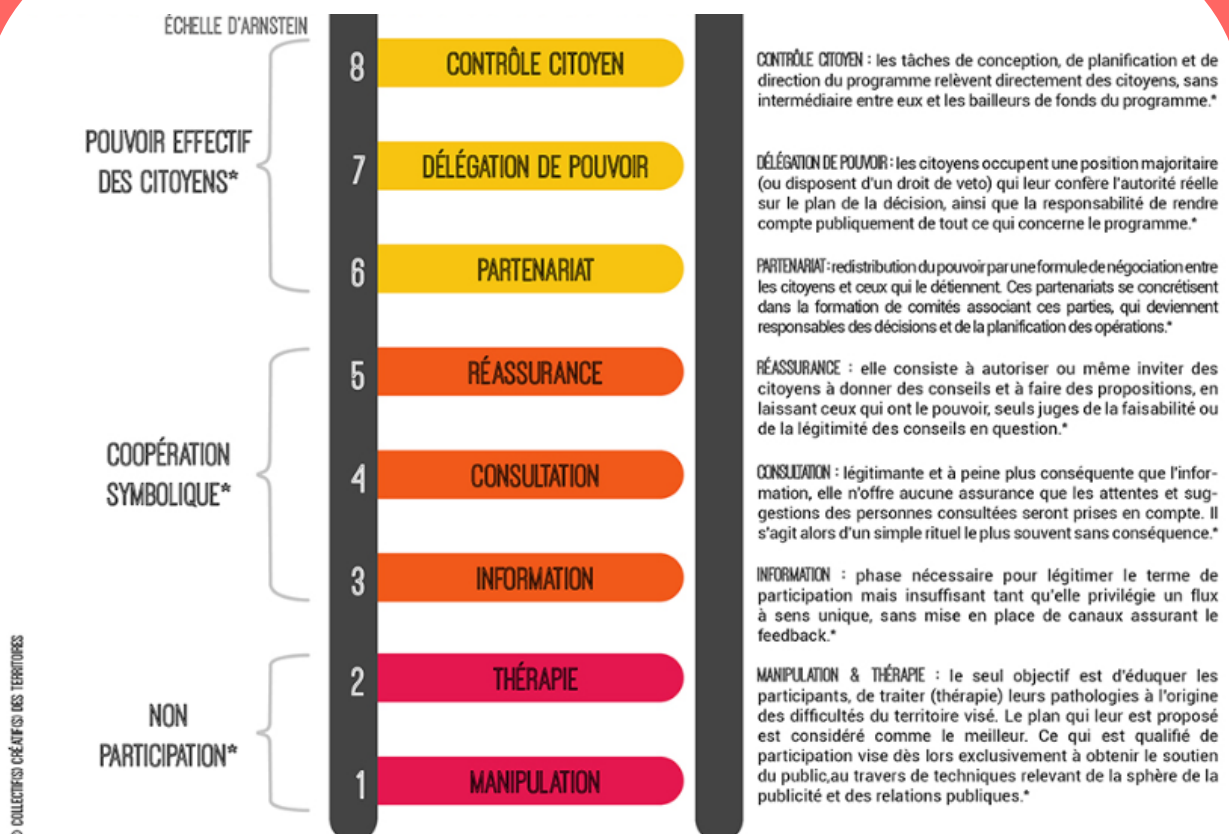 ÉCHELLE D'ARNSTEIN
POUVOIR EFFECTIF
DES CITOYENS*
COOPÉRATION
SYMBOLIQUE*
NON
PARTICIPATION*
8 CONTRÔLE CITOYEN
7 DÉLÉGATION DE POUVOIR
6 PARTENARIAT
5 RÉASSURANCE
4 CONSULTATION
3 INFORMATION
2 THÉRAPIE
1 MANIPULATION
CONTRÔLE CITOYEN : les tâches de conception, de planification et de
direction du programme relèvent directement des citoyens, sans
intermédiaire entre eux et les bailleurs de fonds du programme.*
DÉLÉGATION DE POUVOIR : les citoyens occupent une position majoritaire
(ou disposent d'un droit de veto) qui leur confère l'autorité réelle
sur le plan de la décision, ainsi que la responsabilité de rendre
compte publiquement de tout ce qui concerne le programme.*
PARTENARIAT : redistribution du pouvoir par une formule de négociation entre
les citoyens et ceux qui le détiennent. Ces partenariats se concrétisent
dans la formation de comités associant ces parties, qui deviennent
responsables des décisions et de la planification des opérations.*
RÉASSURANCE : elle consiste à autoriser ou même inviter des
citoyens à donner des conseils et à faire des propositions, en
laissant ceux qui ont le pouvoir, seuls juges de la faisabilité ou
de la légitimité des conseils en question.*
CONSULTATION : légitimante et à peine plus conséquente que l'infor-
mation, elle n'offre aucune assurance que les attentes et sug-
gestions des personnes consultées seront prises en compte. Il
s'agit alors d'un simple rituel le plus souvent sans conséquence.*
INFORMATION : phase nécessaire pour légitimer le terme de
participation mais insuffisant tant qu'elle privilégie un flux
à sens unique, sans mise en place de canaux assurant le
feedback.*
MANIPULATION & THÉRAPIE : le seul objectif est d'éduquer les
participants, de traiter (thérapie) leurs pathologies à l'origine
des difficultés du territoire visé. Le plan qui leur est proposé
est considéré comme le meilleur. Ce qui est qualifié de
participation vise dès lors exclusivement à obtenir le soutien
du public,au travers de techniques relevant de la sphère de la
publicité et des relations publiques.*
© COLLECTIF(S) CRÉATIF(S) DES TERRITOIRES